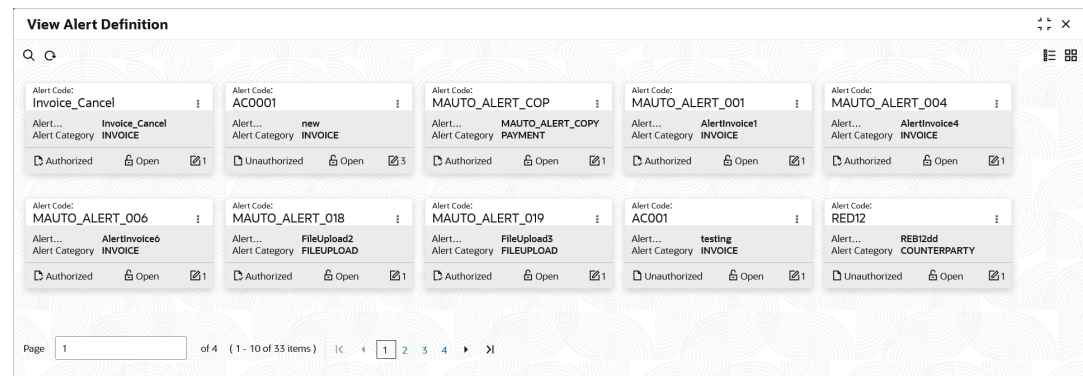 View Alert Definition
Alert Code:
Invoice_Cancel
Alert... Invoice_Cancel
Alert Category INVOICE
Authorized Open 1
Alert Code:
AC0001
Alert... new
Alert Category INVOICE
Unauthorized Open 3
Alert Code:
MAUTO_ALERT_COP
Alert... MAUTO_ALERT_COPY
Alert Category PAYMENT
Authorized Open 1
Alert Code:
MAUTO_ALERT_001
Alert... AlertInvoice1
Alert Category INVOICE
Authorized Open 1
Alert Code:
MAUTO_ALERT_004
Alert... AlertInvoice4
Alert Category INVOICE
Authorized Open 1
Alert Code:
MAUTO_ALERT_006
Alert... AlertInvoice6
Alert Category INVOICE
Authorized Open 1
Alert Code:
MAUTO_ALERT_018
Alert... FileUpload2
Alert Category FILEUPLOAD
Authorized Open 1
Alert Code:
MAUTO_ALERT_019
Alert... FileUpload3
Alert Category FILEUPLOAD
Authorized Open 1
Alert Code:
AC001
Alert... testing
Alert Category INVOICE
Unauthorized Open 1
Alert Code:
RED12
Alert... REB12dd
Alert Category COUNTERPARTY
Unauthorized Open 1
Page 1 of 4 (1 - 10 of 33 items) 1 2 3 4